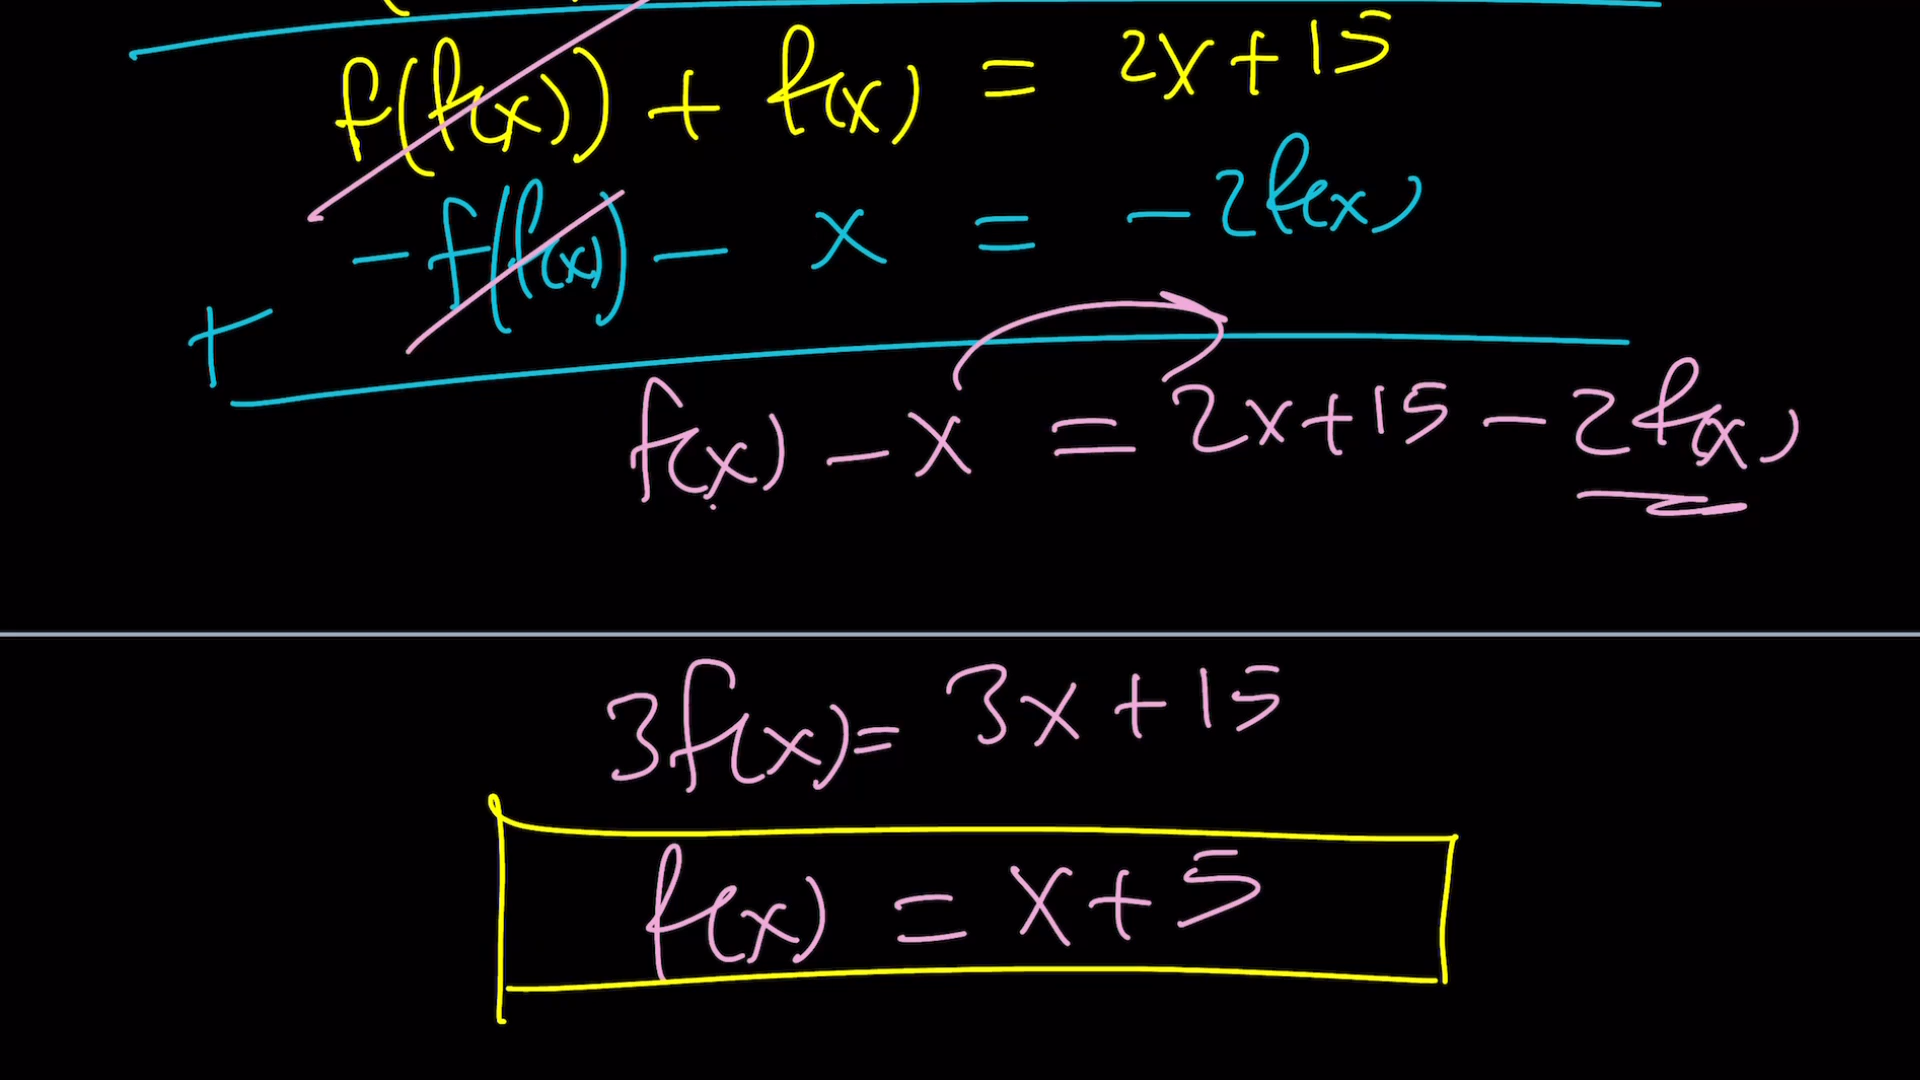 f(f(x)) + f(x) = 2x+15
-f(f(x)) - x = -2f(x)
+
f(x) - x = 2x+15 - 2f(x)
3f(x)= 3x+15
f(x) = x+5